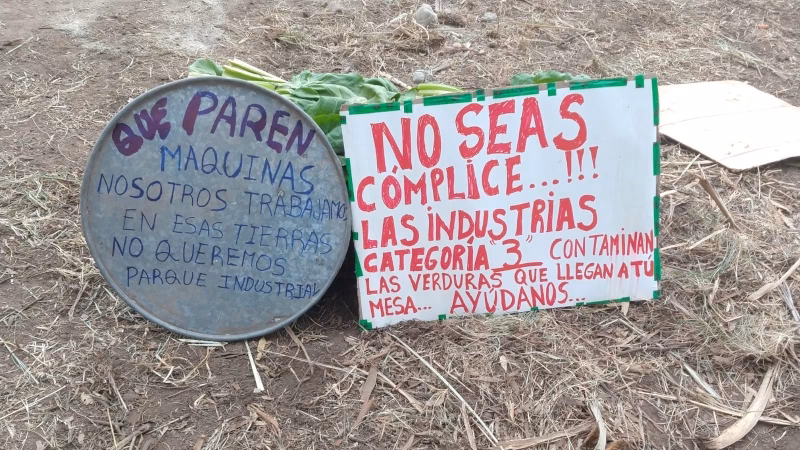 QUE PAREN
MAQUINAS
NOSOTROS TRABAJAMOS
EN ESAS TIERRAS
NO QUEREMOS
PARQUE INDUSTRIAL
NO SEAS
CÓMPLICE...!!!
LAS INDUSTRIAS
CATEGORÍA "3" CONTAMINAN
LAS VERDURAS QUE LLEGAN A TÚ
MESA... AYÚDANOS...